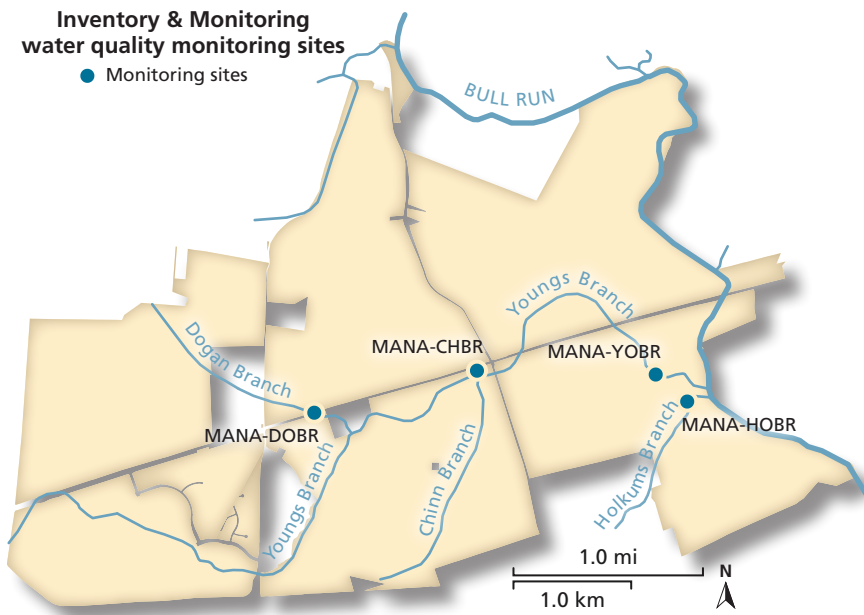 Inventory & Monitoring
water quality monitoring sites
Monitoring sites
BULL RUN
Youngs Branch
Dogan Branch
MANA-CHBR
MANA-YOBR
MANA-DOBR
MANA-HOBR
Youngs Branch
Chinn Branch
Holkums Branch
1.0 mi
N
1.0 km